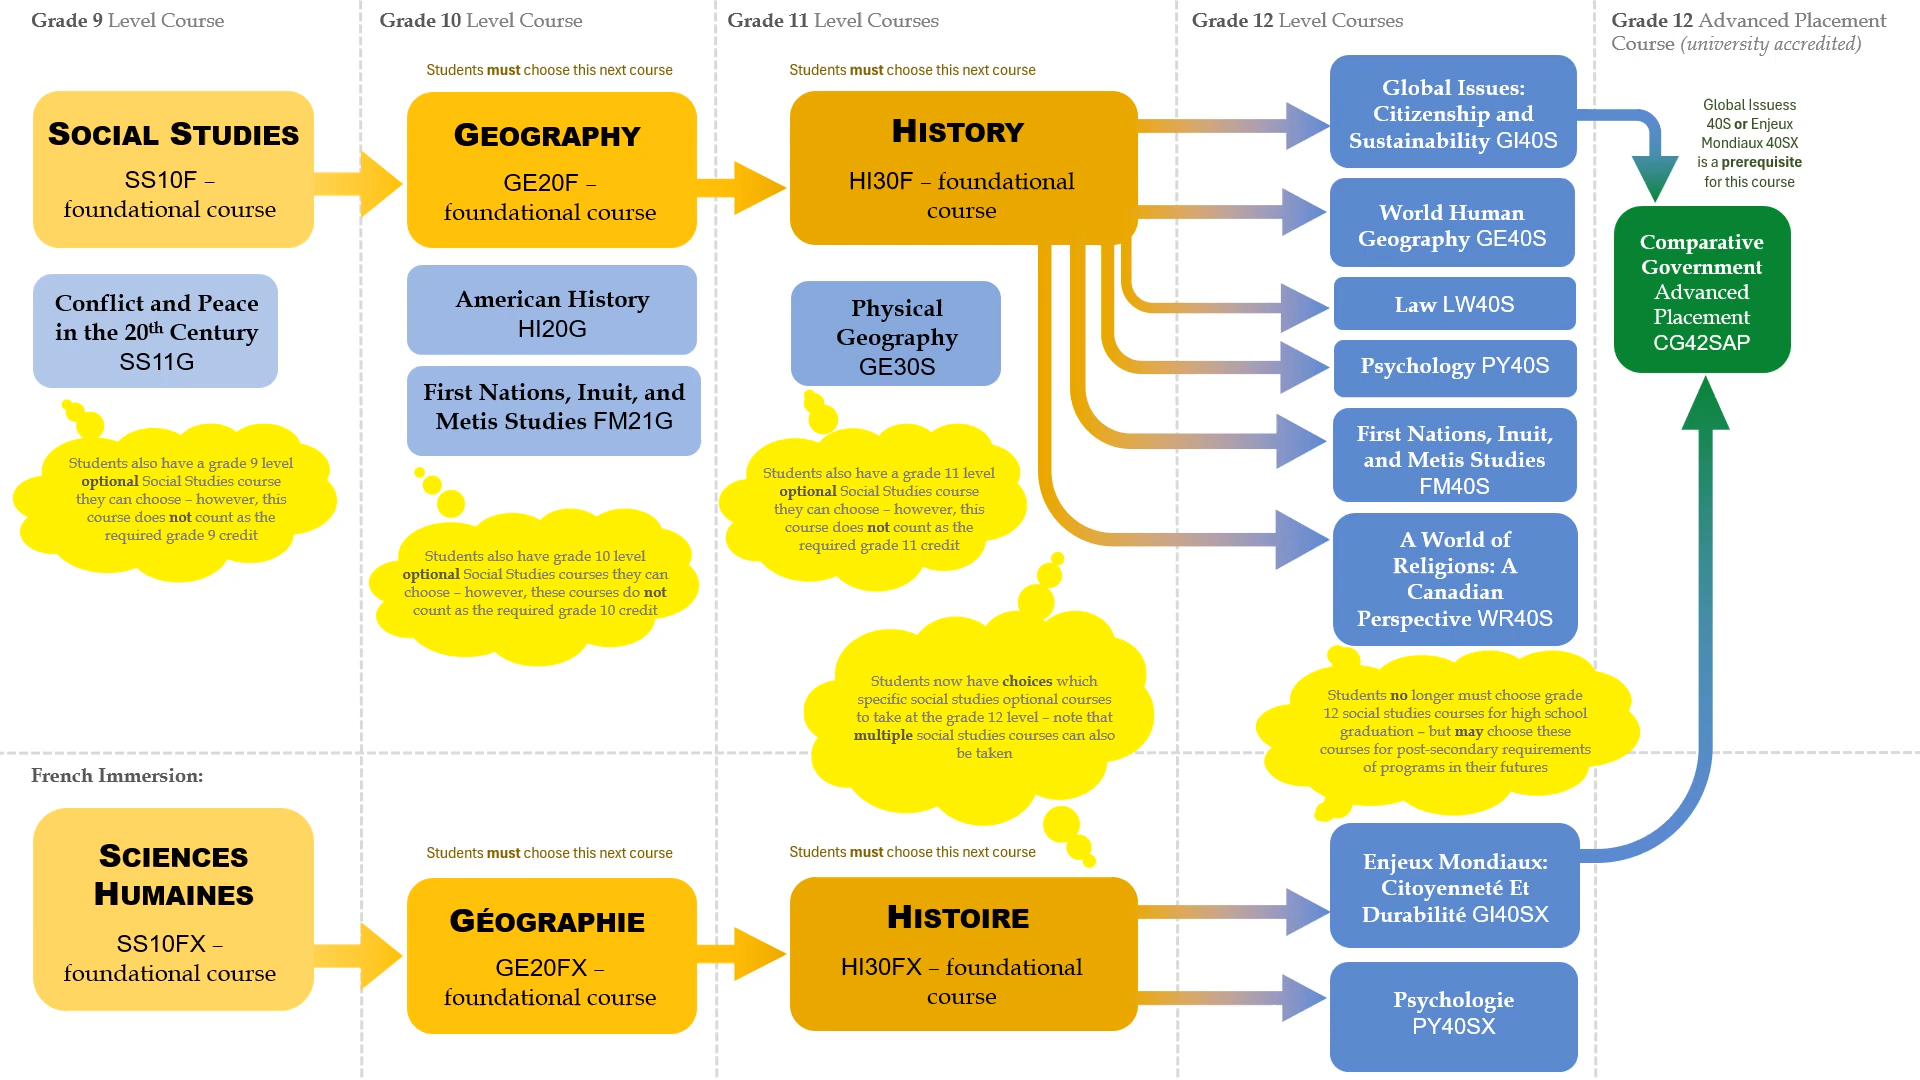 Grade 9 Level Course
Grade 10 Level Course
Grade 11 Level Courses
Grade 12 Level Courses
Grade 12 Advanced Placement
Course (university accredited)
Students must choose this next course
Students must choose this next course
SOCIAL STUDIES
SS10F –
foundational course
GEOGRAPHY
GE20F –
foundational course
HISTORY
HI30F – foundational
course
Global Issues:
Citizenship and
Sustainability GI40S
World Human
Geography GE40S
Law LW40S
Psychology PY40S
First Nations, Inuit,
and Metis Studies
FM40S
A World of
Religions: A
Canadian
Perspective WR40S
Global Issuess
40S or Enjeux
Mondiaux 40SX
is a prerequisite
for this course
Comparative
Government
Advanced
Placement
CG42SAP
Conflict and Peace
in the 20th Century
SS11G
American History
HI20G
First Nations, Inuit, and
Metis Studies FM21G
Physical
Geography
GE30S
Students also have a grade 9 level
optional Social Studies course
they can choose – however, this
course does not count as the
required grade 9 credit
Students also have grade 10 level
optional Social Studies courses they can
choose – however, these courses do not
count as the required grade 10 credit
Students also have a grade 11 level
optional Social Studies course
they can choose – however, this
course does not count as the
required grade 11 credit
Students now have choices which
specific social studies optional courses
to take at the grade 12 level – note that
multiple social studies courses can also
be taken
Students no longer must choose grade
12 social studies courses for high school
graduation – but may choose these
courses for post-secondary requirements
of programs in their futures
French Immersion:
Students must choose this next course
Students must choose this next course
SCIENCES
HUMAINES
SS10FX –
foundational course
GÉOGRAPHIE
GE20FX –
foundational course
HISTOIRE
HI30FX – foundational
course
Enjeux Mondiaux:
Citoyenneté Et
Durabilité GI40SX
Psychologie
PY40SX